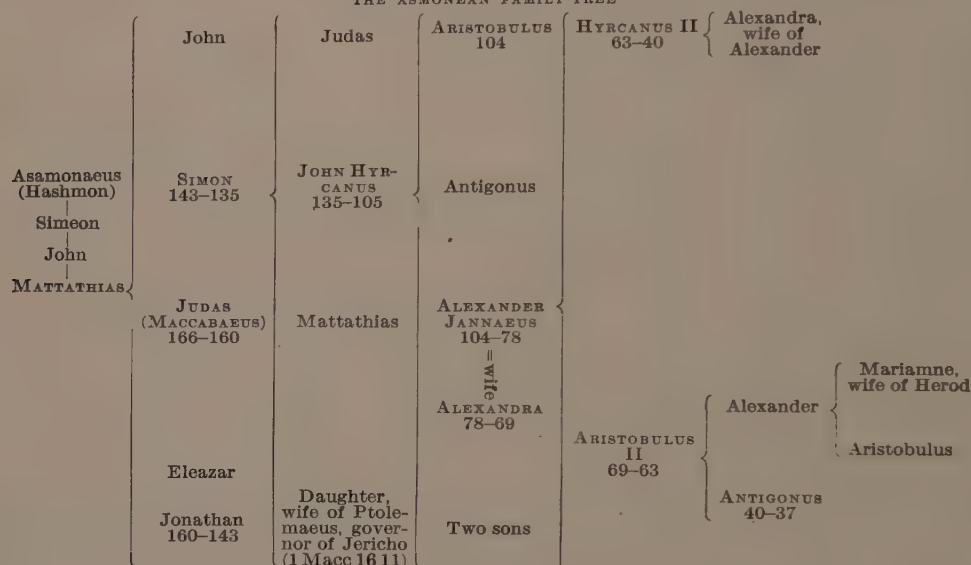 THE ASMONEAN FAMILY TREE
Asamonaeus
(Hashmon)
Simeon
John
MATTATHIAS
John
SIMON
143–135
JUDAS
(MACCABAEUS)
166–160
Eleazar
Jonathan
160–143
Judas
JOHN HYR-
CANUS
135–105
Mattathias
Daughter,
wife of Ptole-
maeus, gover-
nor of Jericho
(1 Macc 16 11)
ARISTOBULUS
104
Antigonus
ALEXANDER
JANNAEUS
104–78
=wife
ALEXANDRA
78–69
Two sons
HYRCANUS II
63–40
ARISTOBULUS
II
69–63
Alexandra,
wife of
Alexander
Alexander
ANTIGONUS
40–37
Mariamne,
wife of Herod
Aristobulus